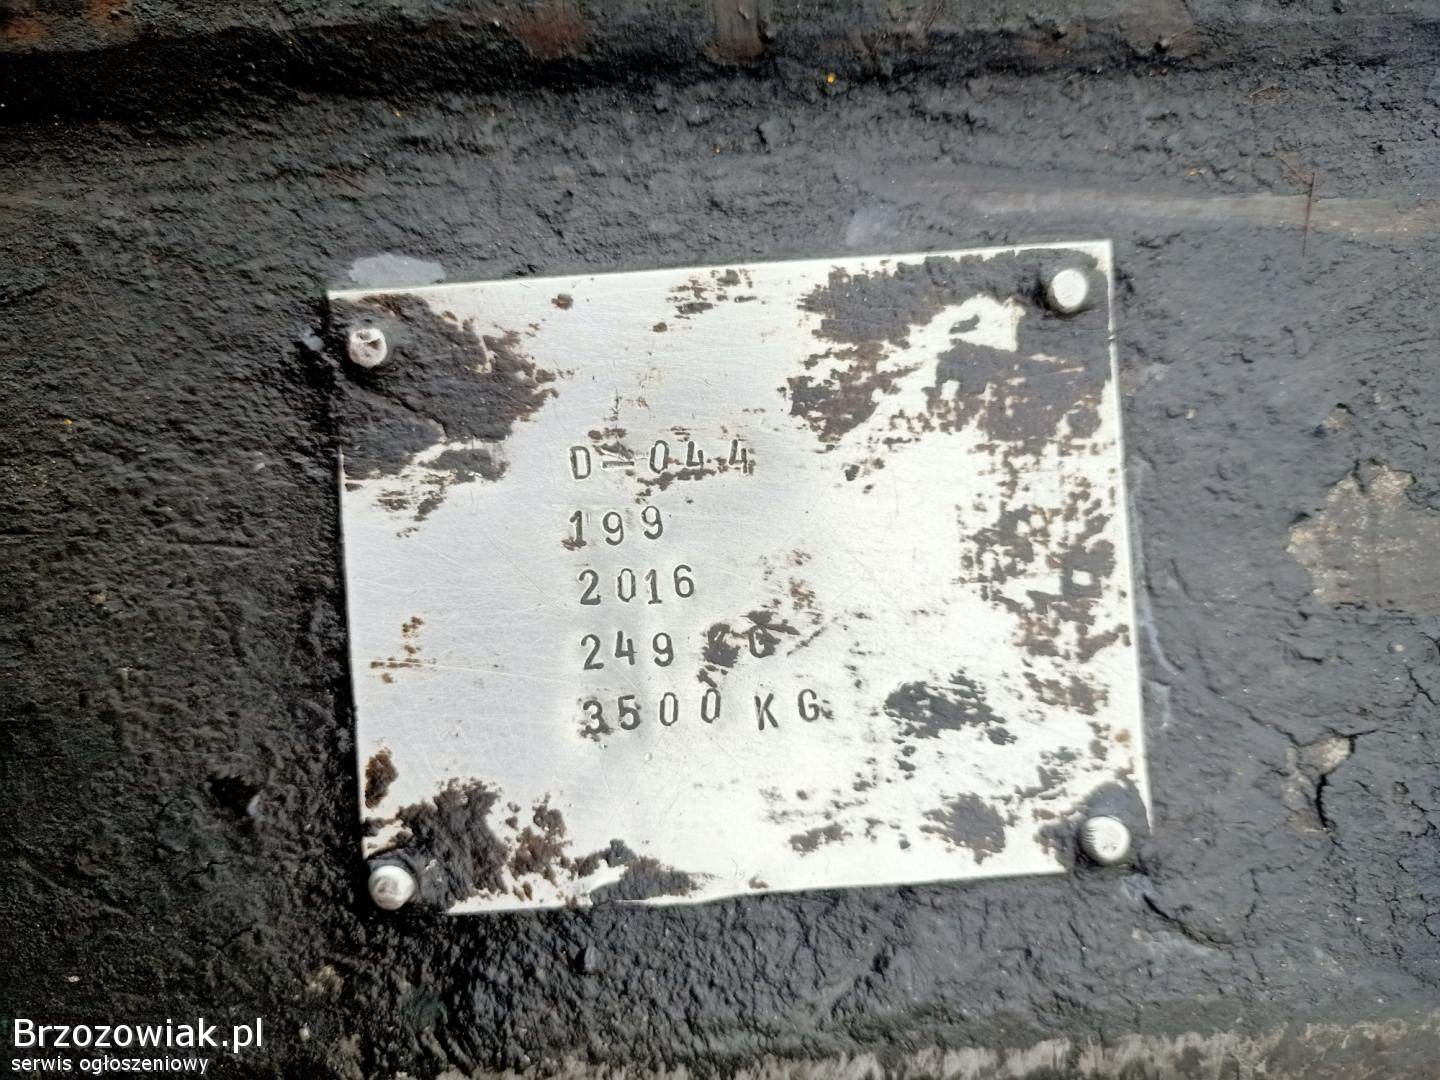 D-044
199
2016
249 KG
3500 KG
Brzozowiak.pl
serwis ogłoszeniowy